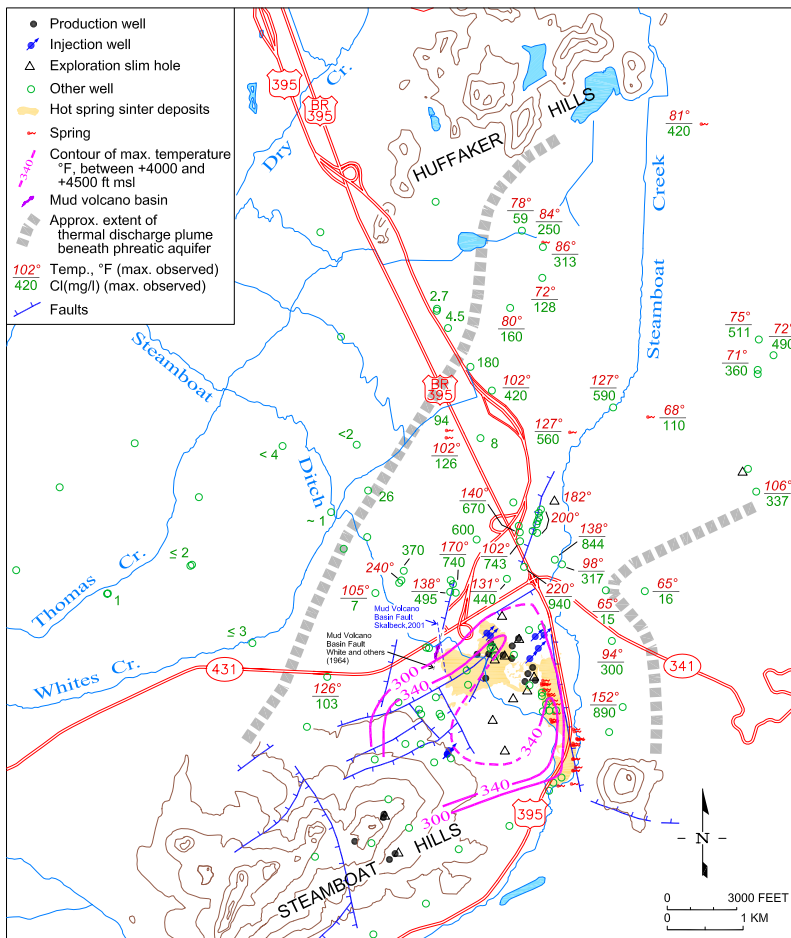 Production well
Injection well
Exploration slim hole
Other well
Hot spring sinter deposits
Spring
340
Contour of max. temperature
°F, between +4000 and
+4500 ft msl
Mud volcano basin
Approx. extent of
thermal discharge plume
beneath phreatic aquifer
102°
420
Temp., °F (max. observed)
Cl(mg/l) (max. observed)
Faults
395
BR
395
Dry
Cr.
HUFFAKER
HILLS
81°
420
Creek
Steamboat
78°
59
84°
250
86°
313
72°
128
2.7
4.5
80°
160
75°
511
72°
490
71°
360
Steamboat
Ditch
180
BR
395
102°
420
127°
590
68°
110
94
102°
126
8
127°
560
<2
< 4
26
~ 1
106°
337
140°
670
182°
200°
600
138°
844
Thomas Cr.
≤ 2
1
370
240°
170°
740
102°
743
98°
317
105°
7
138°
495
131°
440
220°
940
65°
15
65°
16
Mud Volcano
Basin Fault
Skalbeck,2001
Mud Volcano
Basin Fault
White and others
(1964)
≤ 3
Whites Cr.
431
341
94°
300
126°
103
300
340
152°
890
340
340
300
395
STEAMBOAT
HILLS
N
0 3000 FEET
0 1 KM